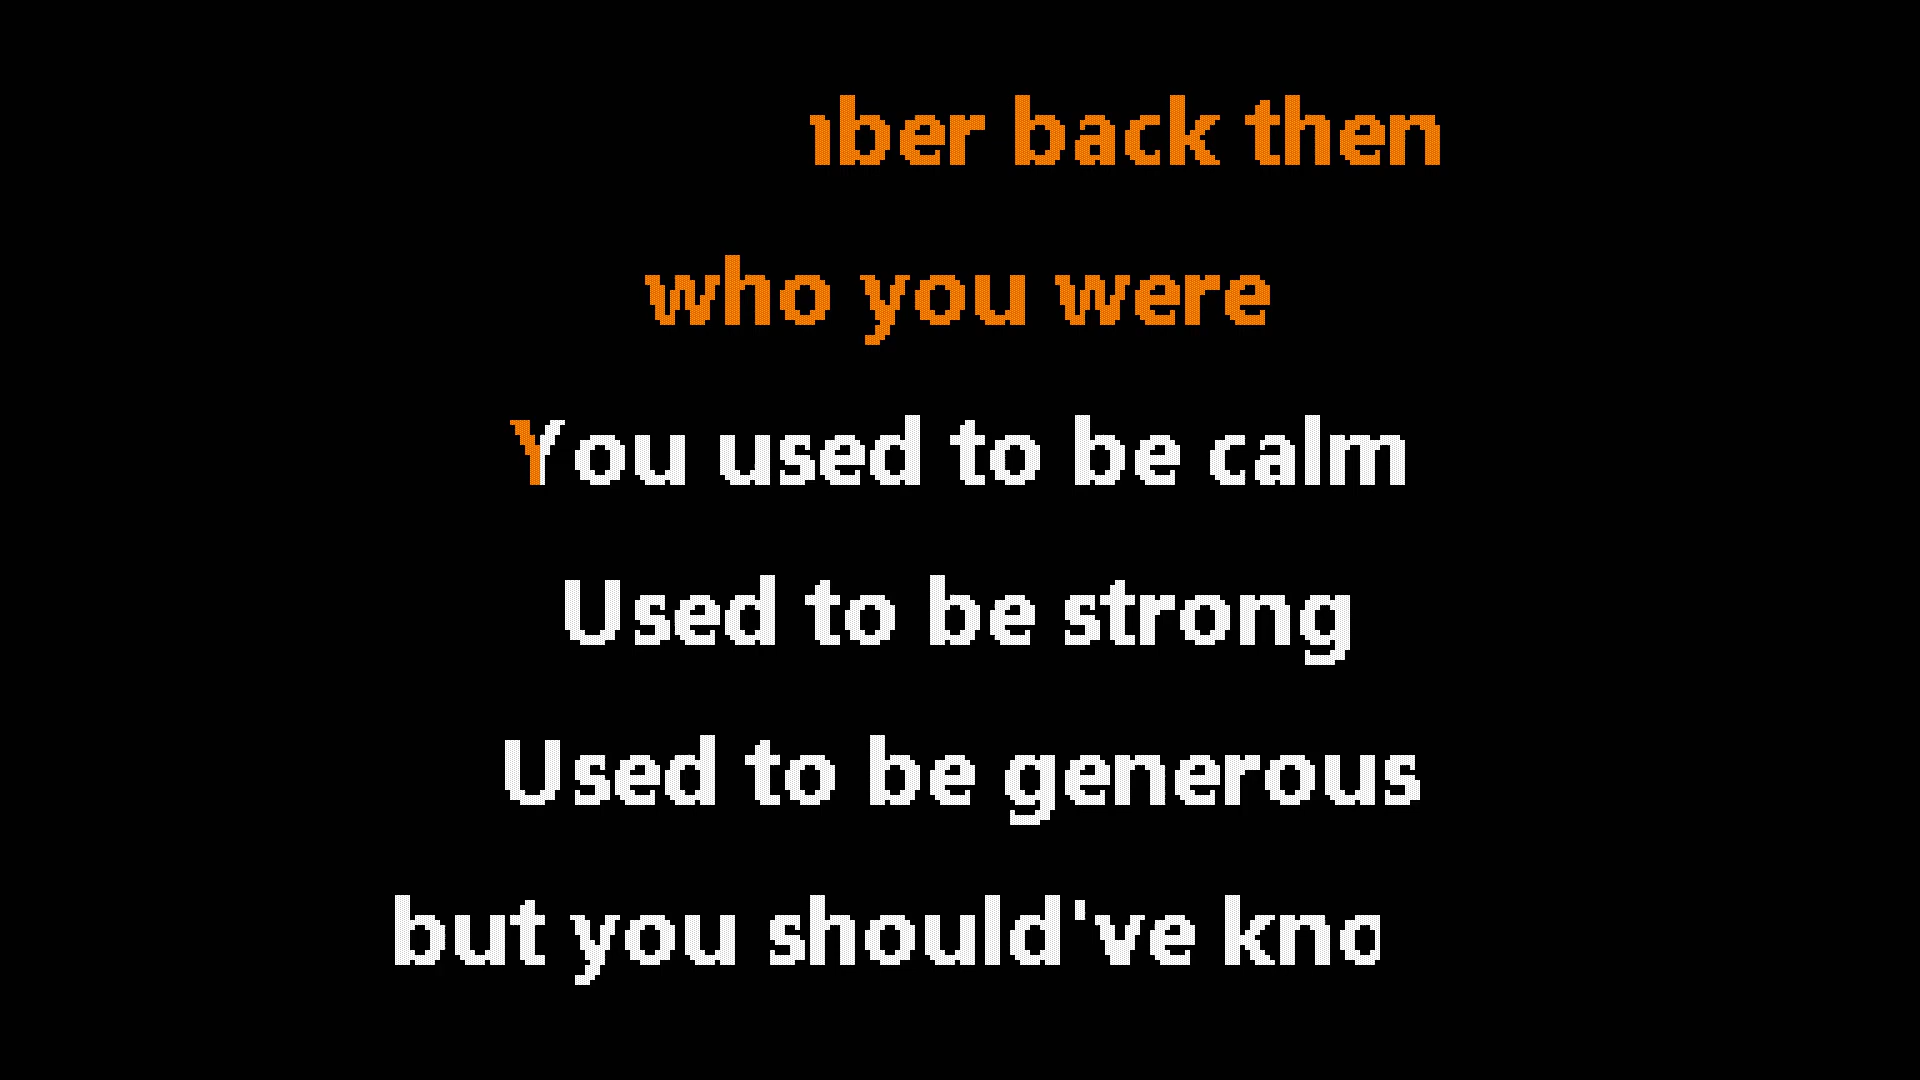 ber back then
who you were
You used to be calm
Used to be strong
Used to be generous
but you should've kno